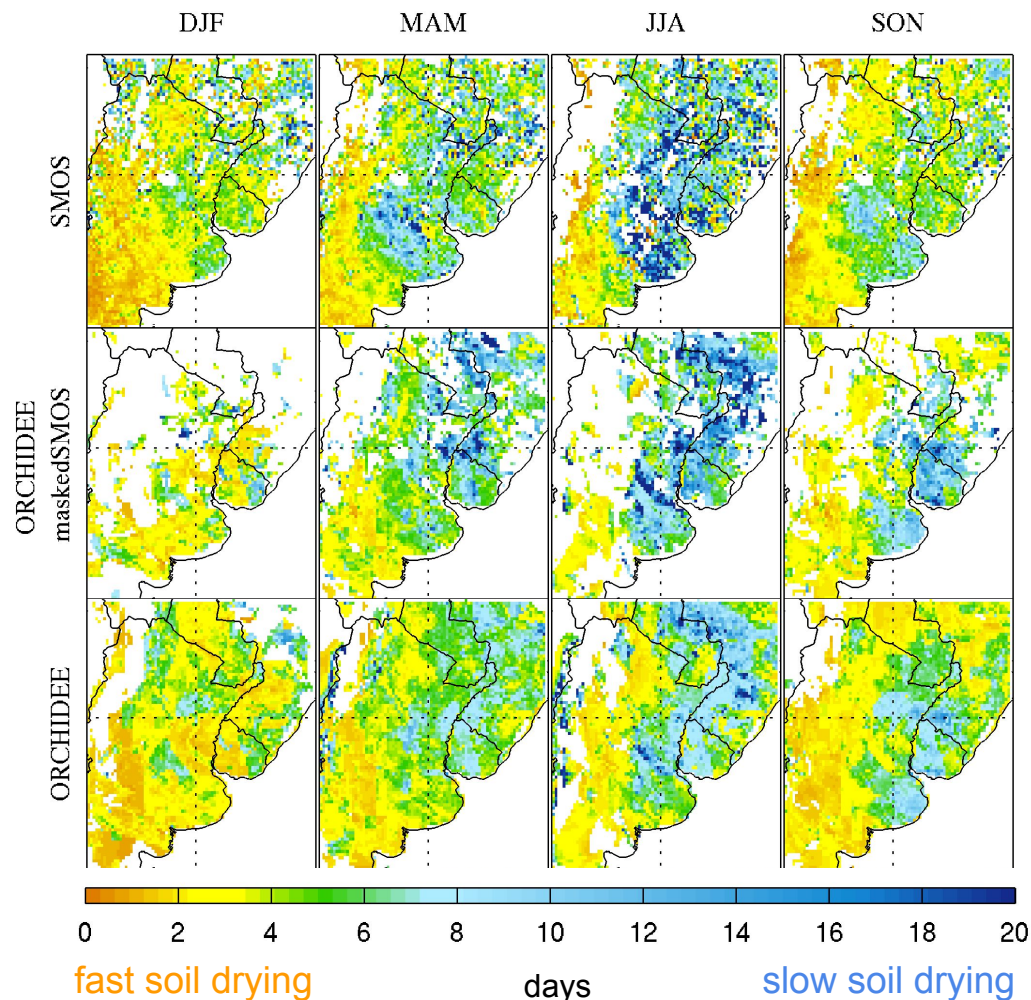 DJF MAM JJA SON
SMOS
ORCHIDEE
maskedSMOS
ORCHIDEE
0 2 4 6 8 10 12 14 16 18 20
fast soil drying days slow soil drying